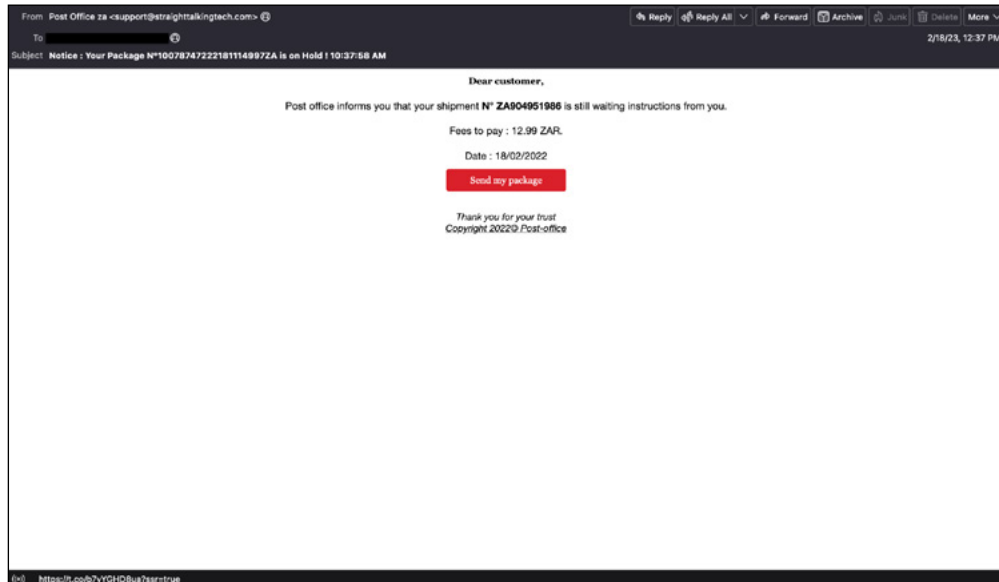 From Post Office za <support@straighttalkingtech.com>
Reply Reply All Forward Archive Junk Delete More
To
2/18/23, 12:37 PM
Subject Notice : Your Package N°10078747222181114997ZA is on Hold ! 10:37:58 AM
Dear customer,
Post office informs you that your shipment N° ZA904951986 is still waiting instructions from you.
Fees to pay : 12.99 ZAR.
Date : 18/02/2022
Send my package
Thank you for your trust
Copyright 2022© Post-office
https://t.co/b7yYGHD8ua?ssr=true